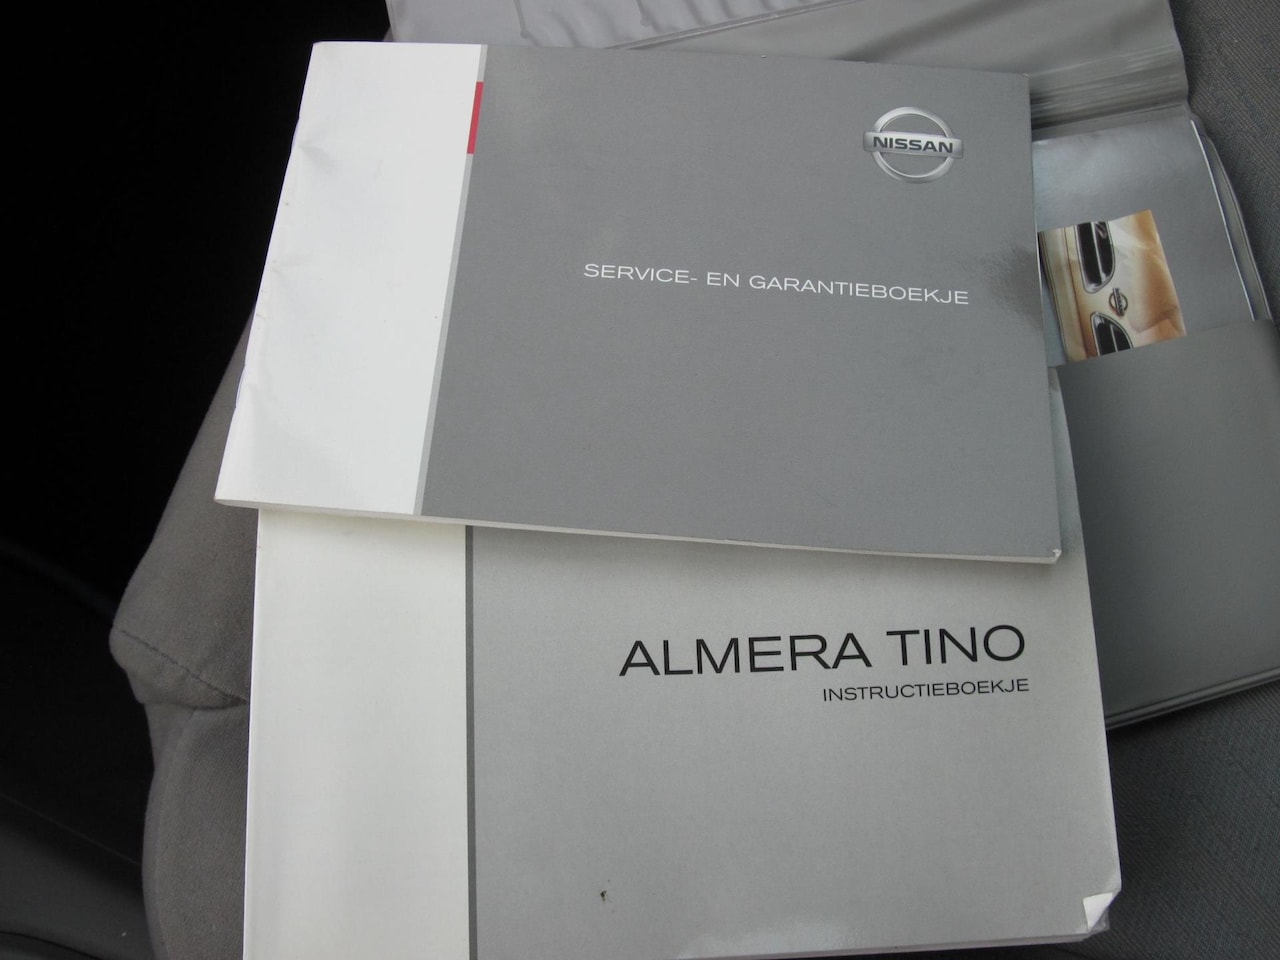 NISSAN
SERVICE- EN GARANTIEBOEKJE
ALMERA TINO
INSTRUCTIEBOEKJE